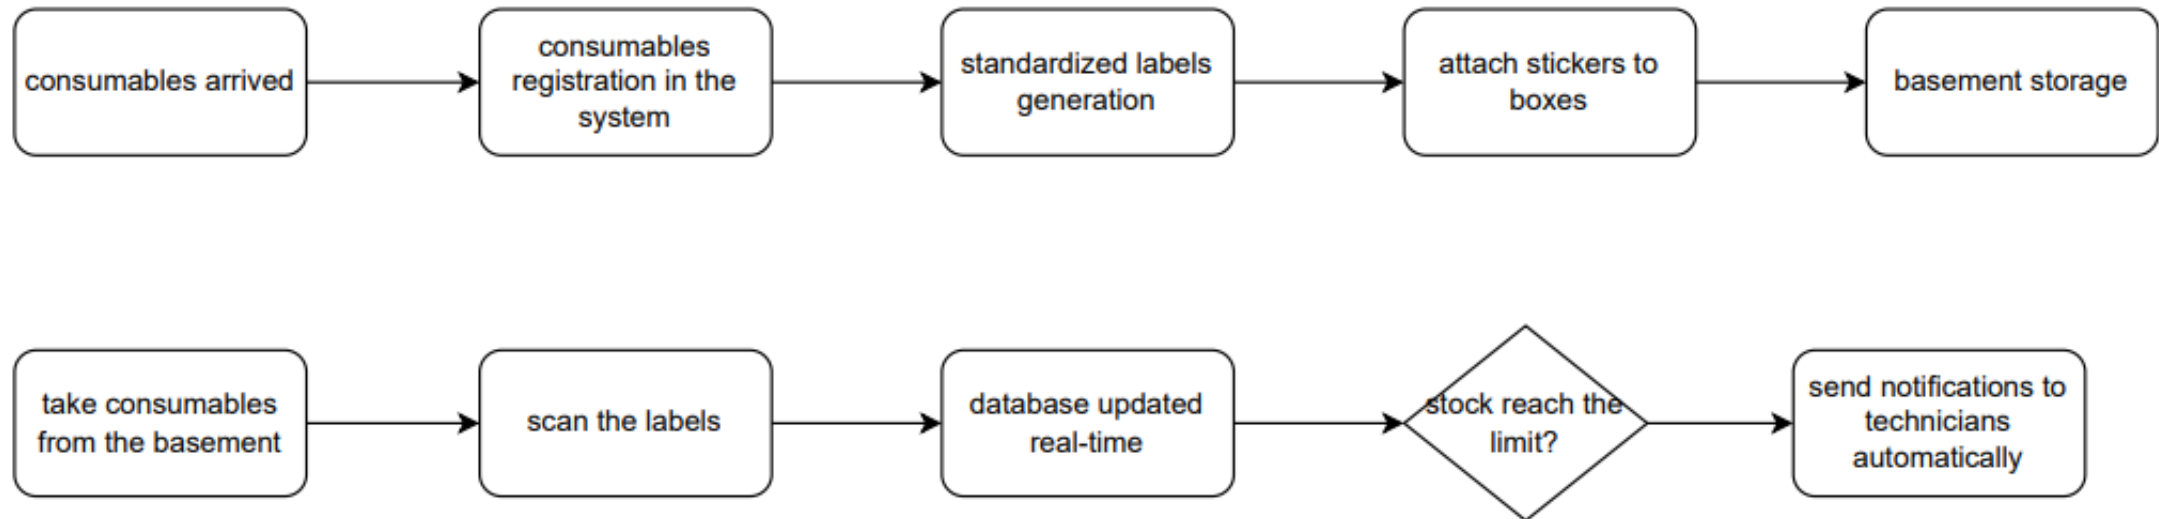 consumables arrived
consumables
registration in the
system
standardized labels
generation
attach stickers to
boxes
basement storage
take consumables
from the basement
scan the labels
database updated
real-time
stock reach the
limit?
send notifications to
technicians
automatically